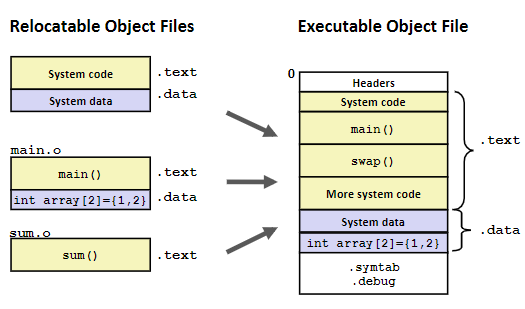 Relocatable Object Files
System code
.text
System data
.data
main.o
main()
.text
int array[2]={1,2}
.data
sum.o
sum()
.text
Executable Object File
0
Headers
System code
main()
swap()
More system code
.text
System data
int array[2]={1,2}
.data
.symtab
.debug